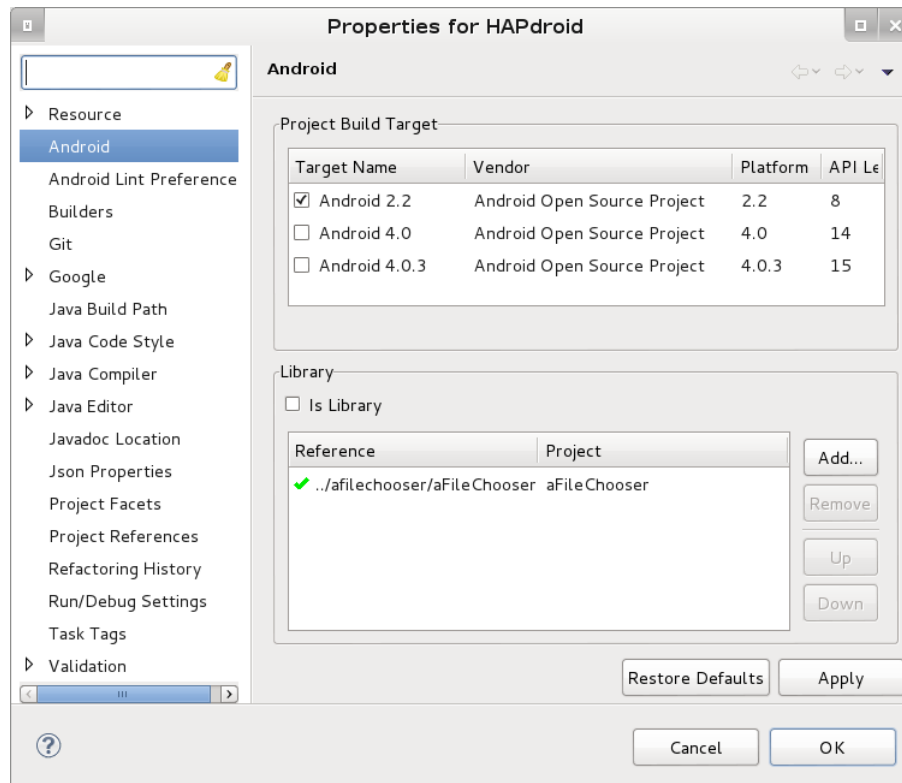 Properties for HAPdroid
Resource
Android
Android Lint Preference
Builders
Git
Google
Java Build Path
Java Code Style
Java Compiler
Java Editor
Javadoc Location
Json Properties
Project Facets
Project References
Refactoring History
Run/Debug Settings
Task Tags
Validation
Android
Project Build Target
Target Name Vendor Platform API Le
Android 2.2 Android Open Source Project 2.2 8
Android 4.0 Android Open Source Project 4.0 14
Android 4.0.3 Android Open Source Project 4.0.3 15
Library
Is Library
Reference Project
../afilechooser/aFileChooser aFileChooser
Add...
Remove
Up
Down
Restore Defaults Apply
? Cancel OK